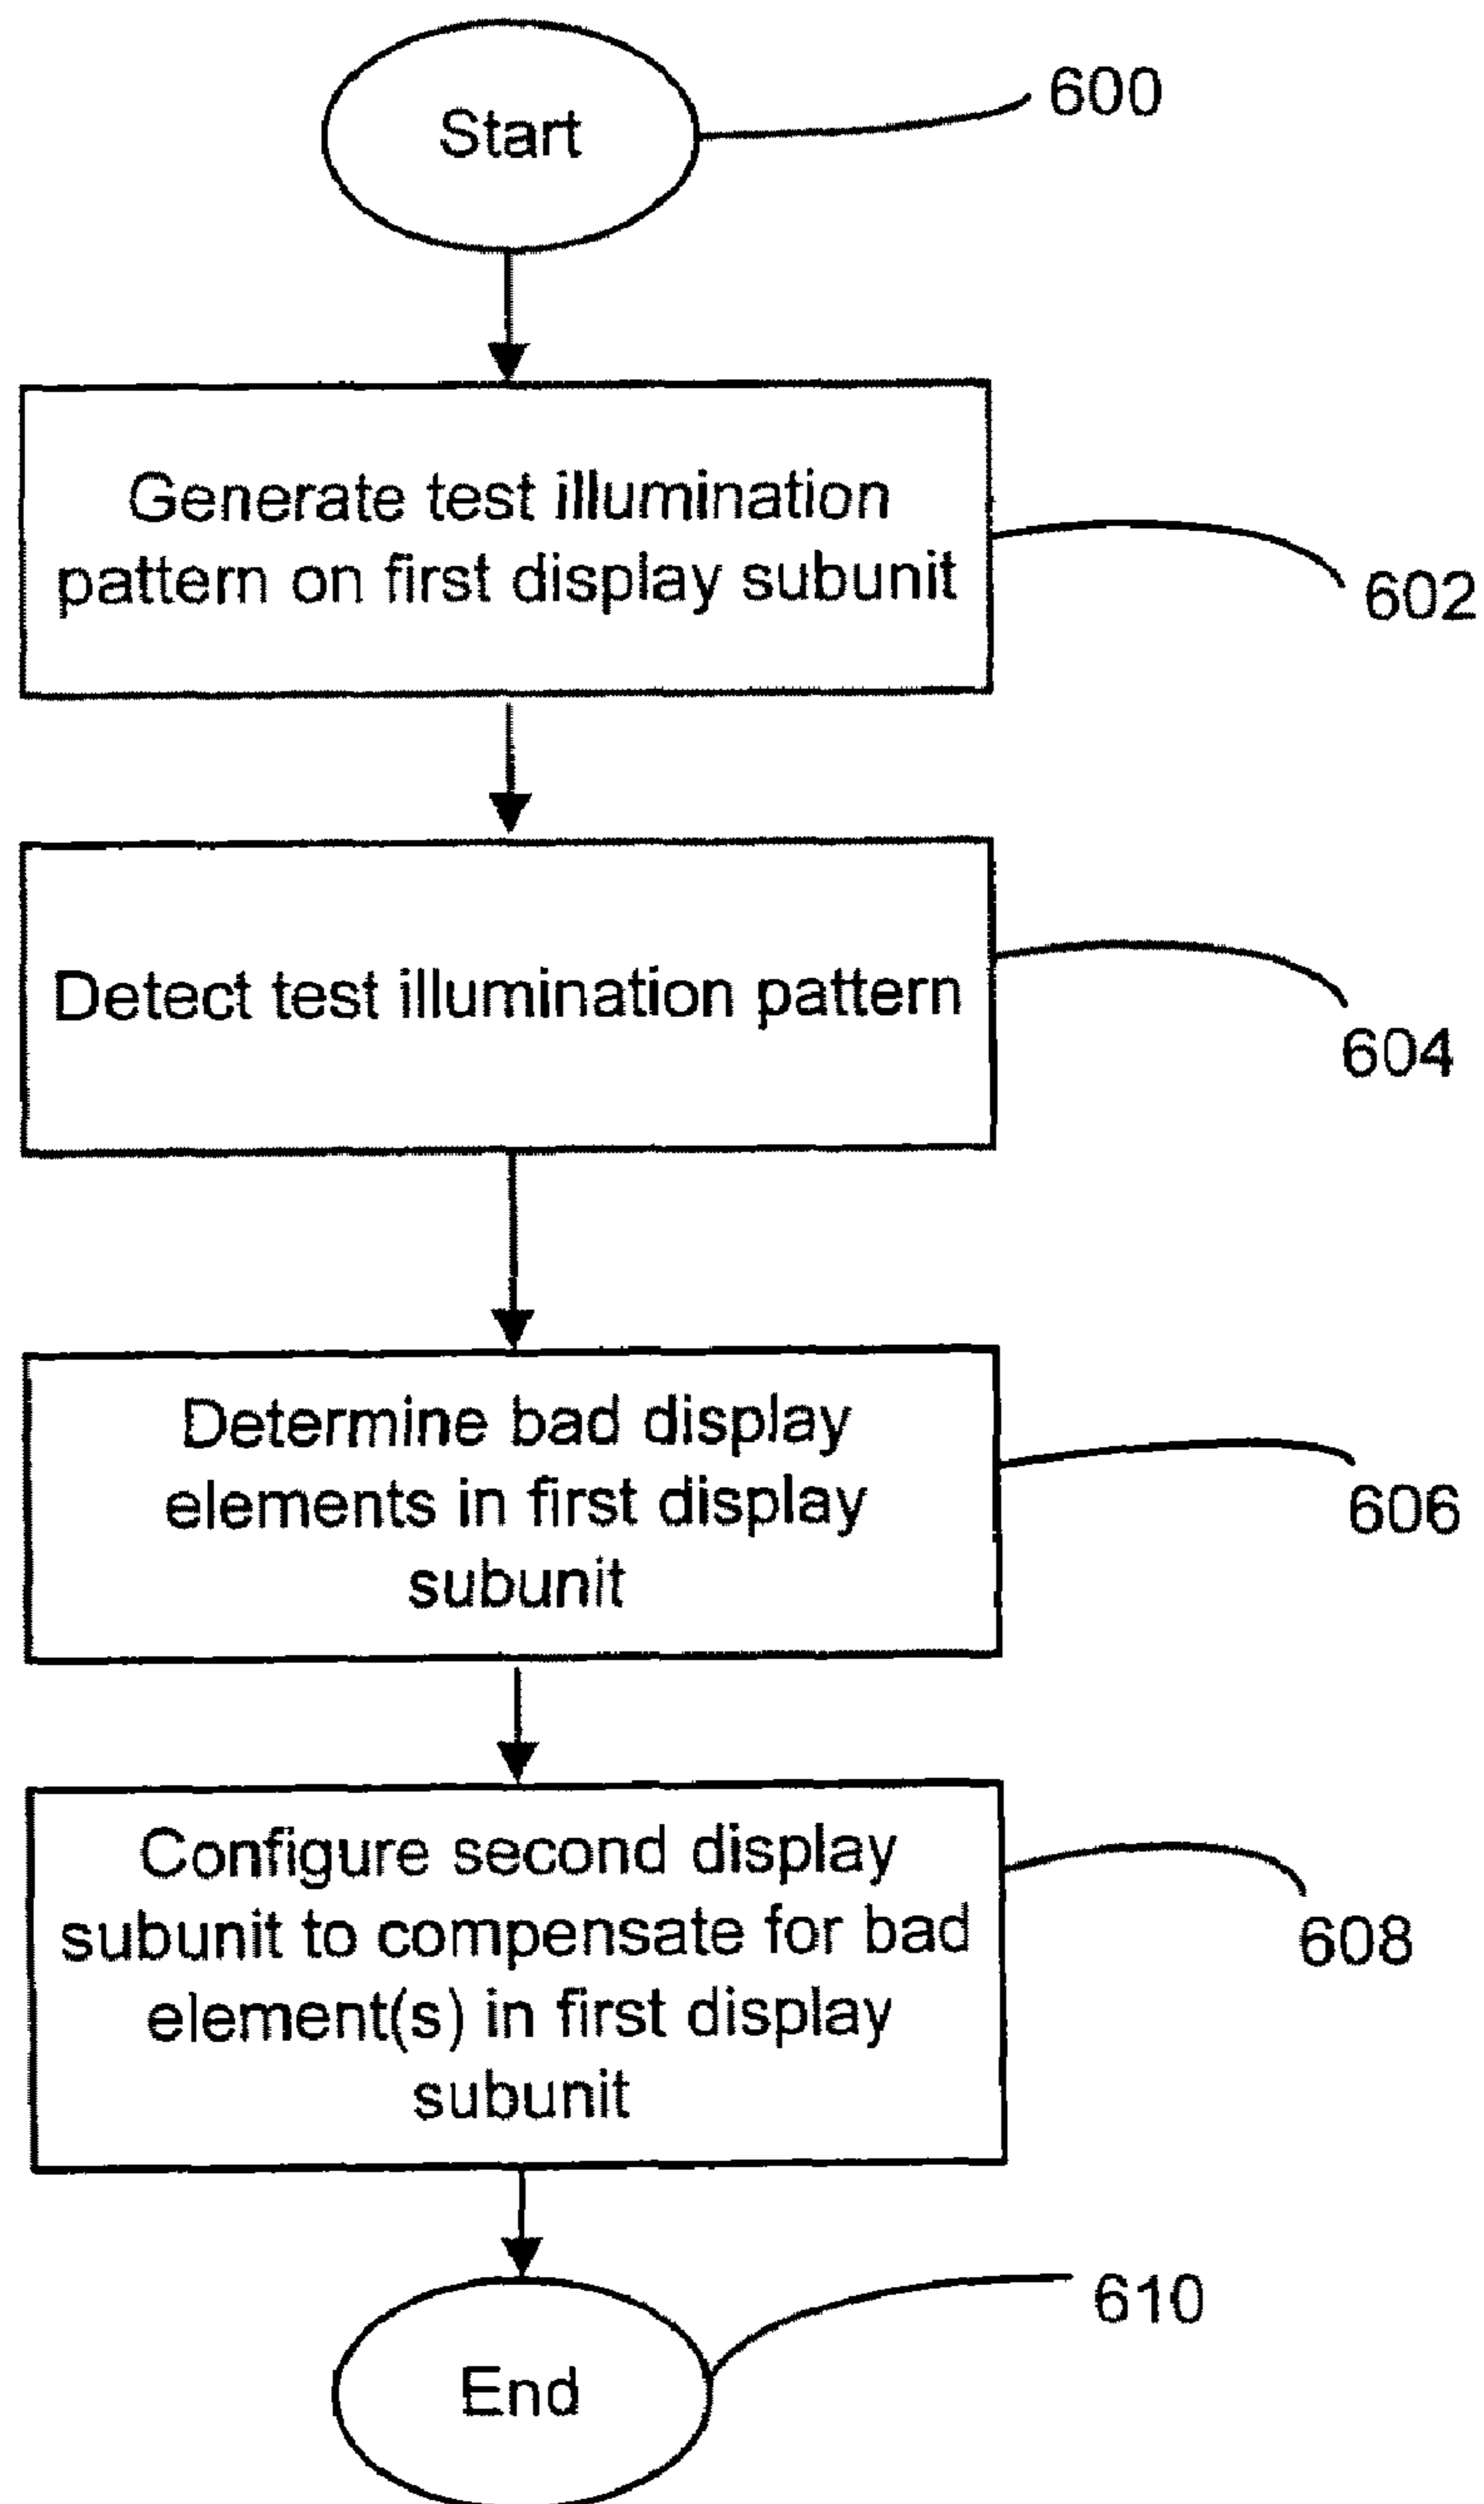 Start
600
Generate test illumination
pattern on first display subunit
602
Detect test illumination pattern
604
Determine bad display
elements in first display
subunit
606
Configure second display
subunit to compensate for bad
element(s) in first display
subunit
608
610
End